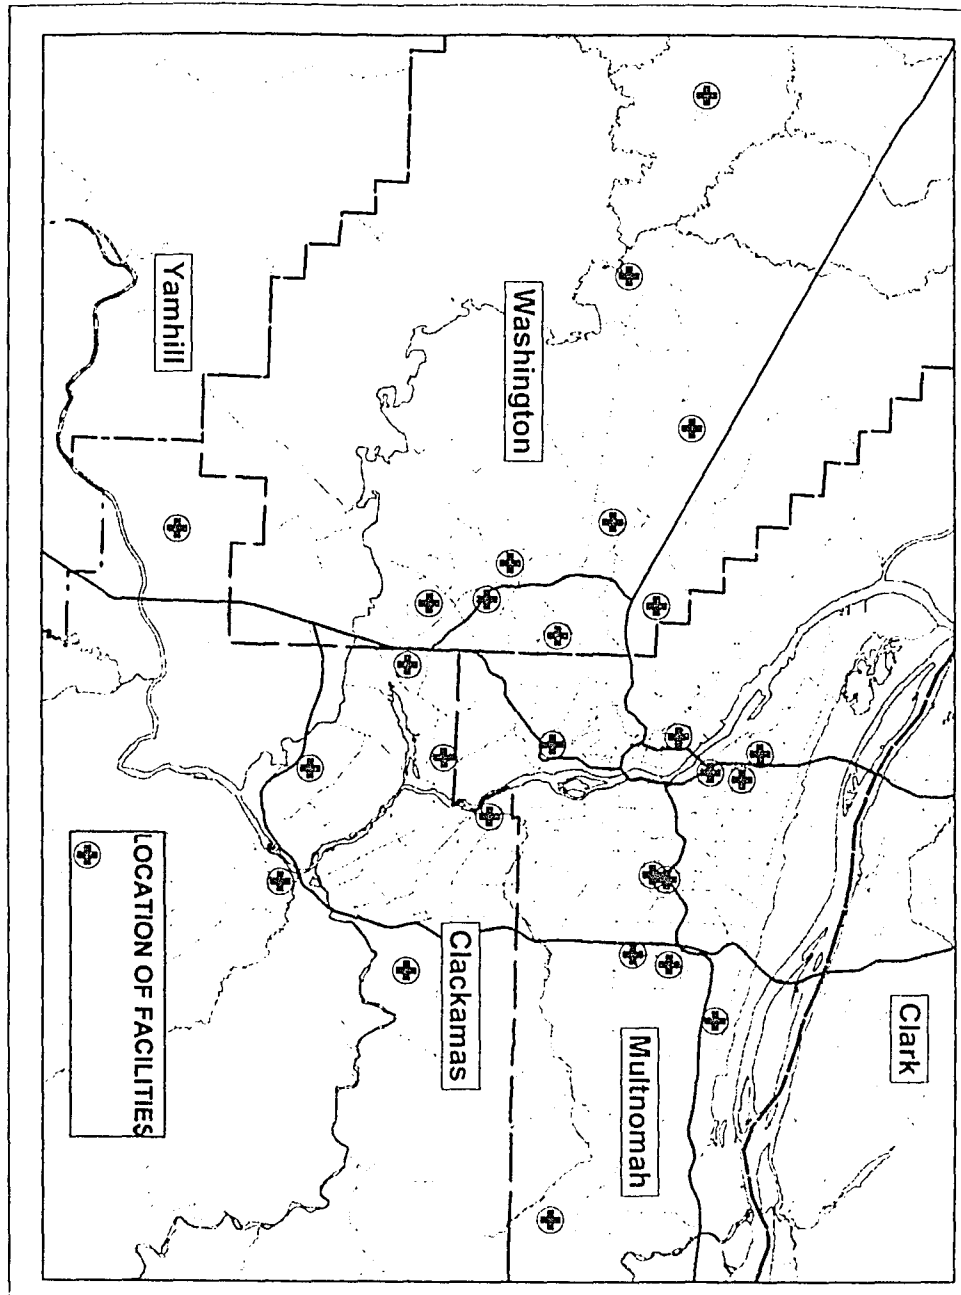 Clark
Washington
Multnomah
Yamhill
Clackamas
LOCATION OF FACILITIES